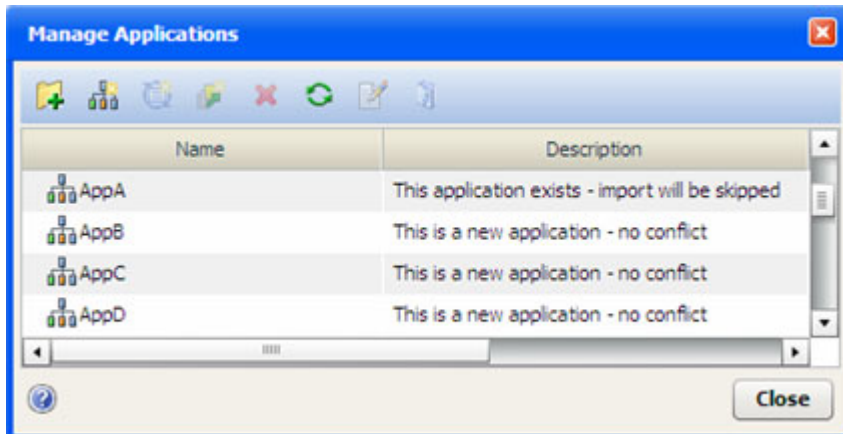 Manage Applications
Name Description
AppA This application exists - import will be skipped
AppB This is a new application - no conflict
AppC This is a new application - no conflict
AppD This is a new application - no conflict
?
Close